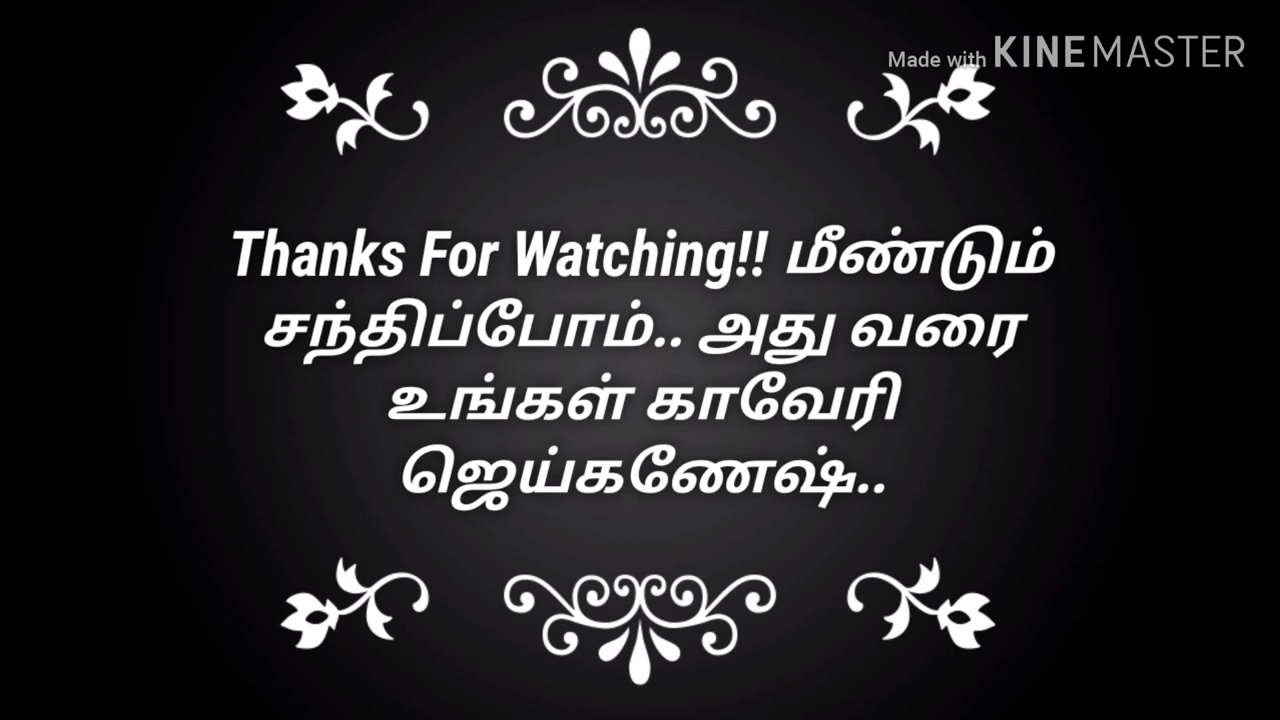 Made with KINEMASTER
Thanks For Watching!! மீண்டும்
சந்திப்போம்.. அது வரை
உங்கள் காவேரி
ஜெய்கணேஷ்..